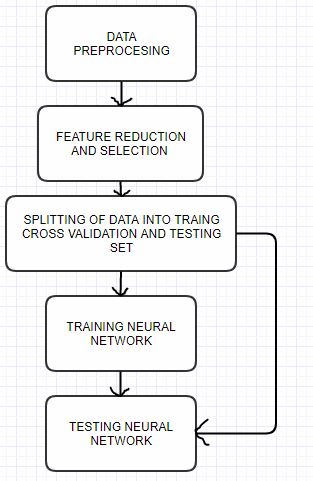 DATA
PREPROCESING
FEATURE REDUCTION
AND SELECTION
SPLITTING OF DATA INTO TRAING
CROSS VALIDATION AND TESTING
SET
TRAINING NEURAL
NETWORK
TESTING NEURAL
NETWORK